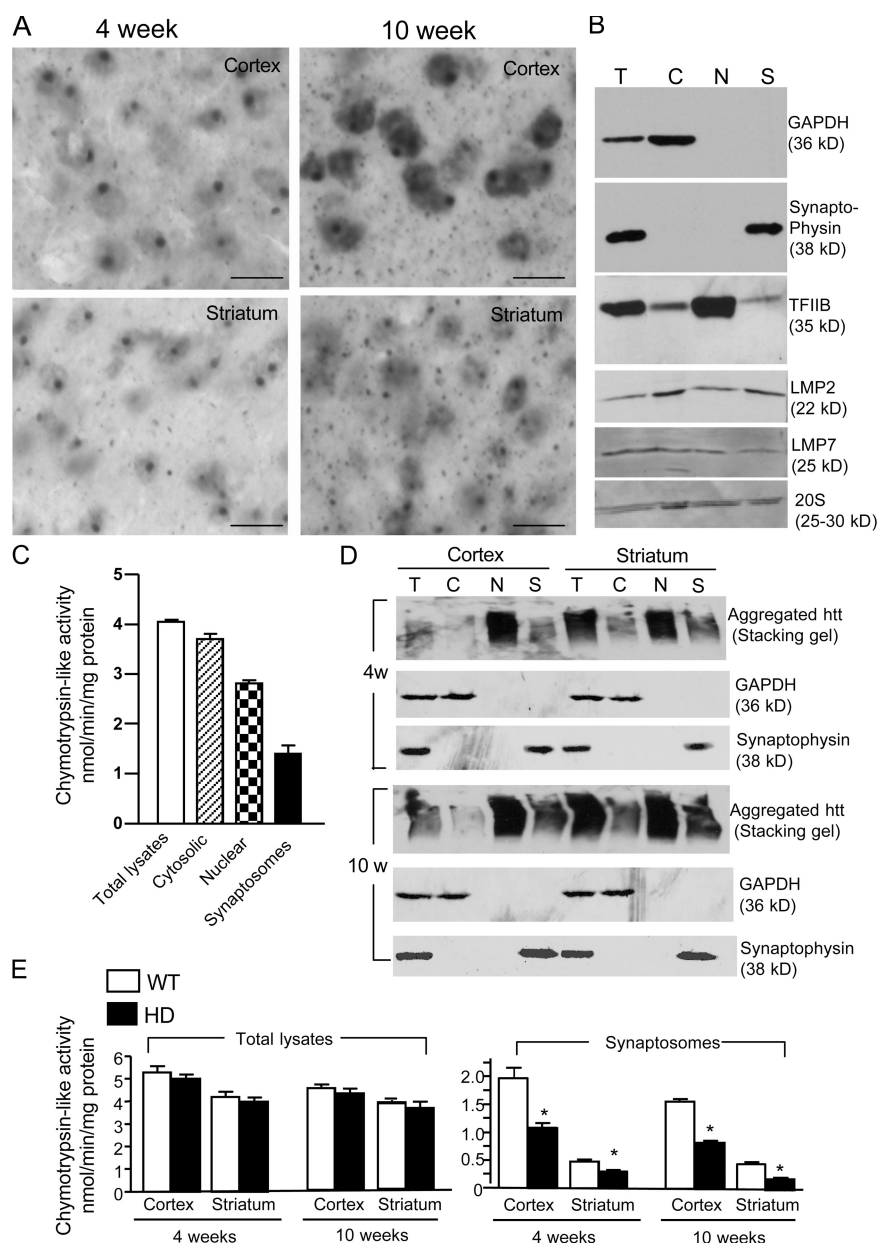 A
4 week
10 week
Cortex
Cortex
Striatum
Striatum
B
T C N S
GAPDH
(36 kD)
Synapto-
Physin
(38 kD)
TFIIB
(35 kD)
LMP2
(22 kD)
LMP7
(25 kD)
20S
(25-30 kD)
C
Chymotrypsin-like activity
nmol/min/mg protein
5
4
3
2
1
0
Total lysates
Cytosolic
Nuclear
Synaptosomes
D
Cortex Striatum
T C N S T C N S
4w
Aggregated htt
(Stacking gel)
GAPDH
(36 kD)
Synaptophysin
(38 kD)
10 w
Aggregated htt
(Stacking gel)
GAPDH
(36 kD)
Synaptophysin
(38 kD)
E
WT
HD
Chymotrypsin-like activity
nmol/min/mg protein
Total lysates
6
5
4
3
2
1
0
Cortex Striatum Cortex Striatum
4 weeks 10 weeks
Synaptosomes
2.0
1.5
1.0
0.5
0
* * * *
Cortex Striatum Cortex Striatum
4 weeks 10 weeks